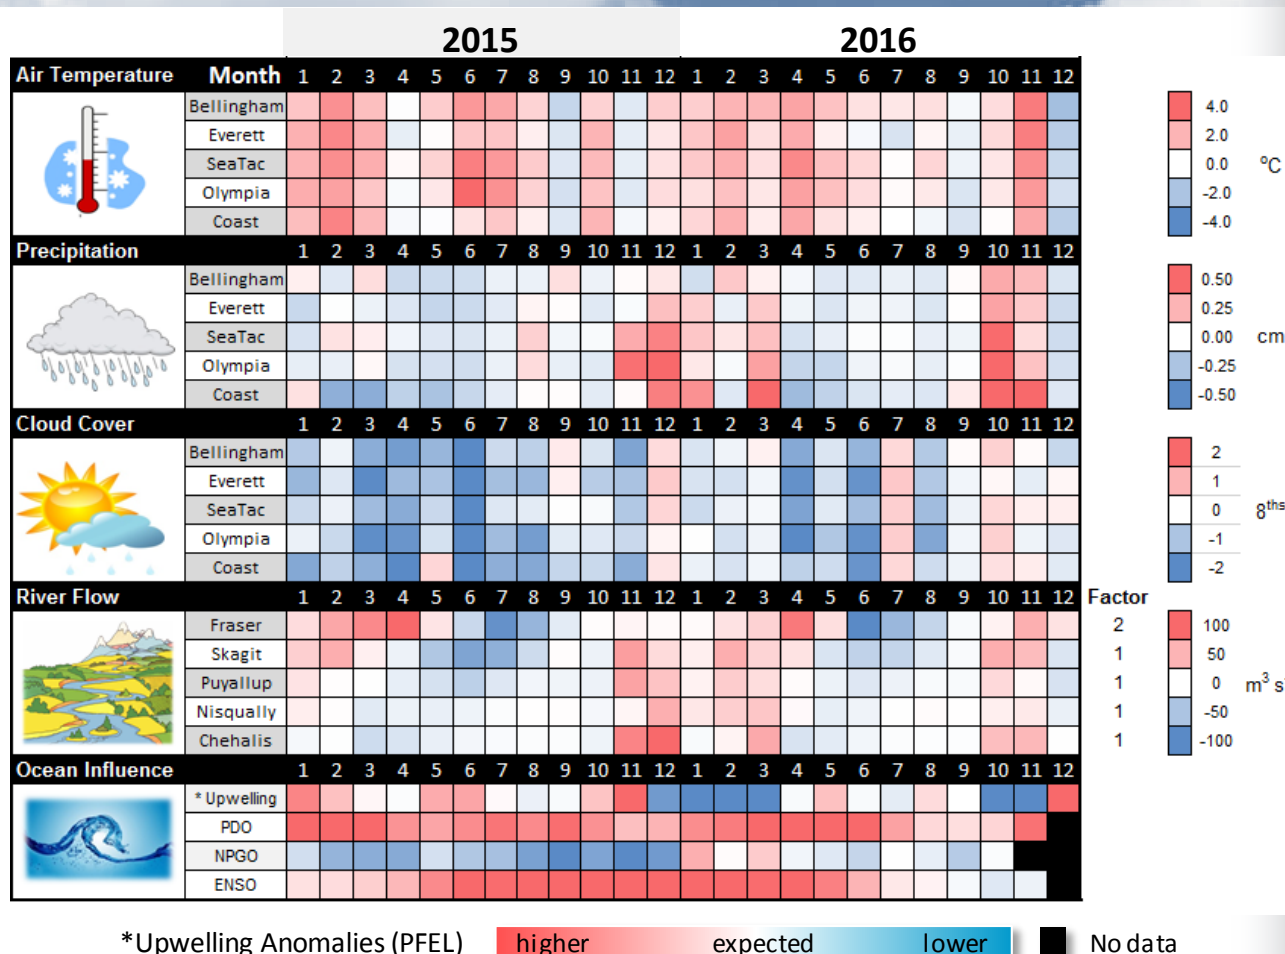 2015 2016
Air Temperature Month 1 2 3 4 5 6 7 8 9 10 11 12 1 2 3 4 5 6 7 8 9 10 11 12
Bellingham 4.0
Everett 2.0
SeaTac 0.0 °C
Olympia -2.0
Coast -4.0
Precipitation 1 2 3 4 5 6 7 8 9 10 11 12 1 2 3 4 5 6 7 8 9 10 11 12
Bellingham 0.50
Everett 0.25
SeaTac 0.00 cm
Olympia -0.25
Coast -0.50
Cloud Cover 1 2 3 4 5 6 7 8 9 10 11 12 1 2 3 4 5 6 7 8 9 10 11 12
Bellingham 2
Everett 1
SeaTac 0 8ths
Olympia -1
Coast -2
River Flow 1 2 3 4 5 6 7 8 9 10 11 12 1 2 3 4 5 6 7 8 9 10 11 12 Factor
Fraser 2 100
Skagit 1 50
Puyallup 1 0 m³ s
Nisqually 1 -50
Chehalis 1 -100
Ocean Influence 1 2 3 4 5 6 7 8 9 10 11 12 1 2 3 4 5 6 7 8 9 10 11 12
* Upwelling
PDO
NPGO
ENSO
*Upwelling Anomalies (PFEL) higher expected lower No data